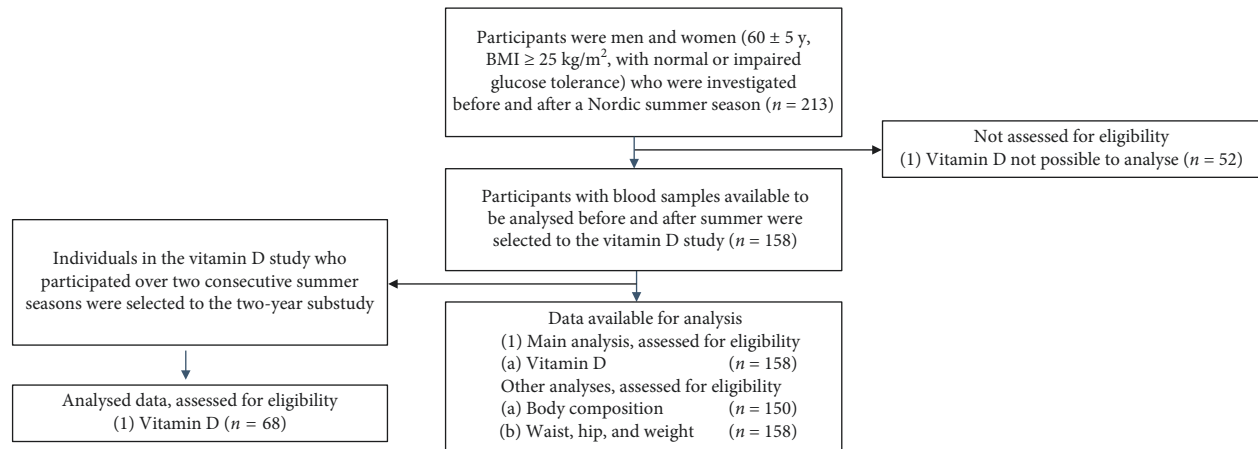 Participants were men and women (60 ± 5 y,
BMI ≥ 25 kg/m², with normal or impaired
glucose tolerance) who were investigated
before and after a Nordic summer season (n = 213)
Not assessed for eligibility
(1) Vitamin D not possible to analyse (n = 52)
Participants with blood samples available to
be analysed before and after summer were
selected to the vitamin D study (n = 158)
Individuals in the vitamin D study who
participated over two consecutive summer
seasons were selected to the two-year substudy
Data available for analysis
(1) Main analysis, assessed for eligibility
(a) Vitamin D (n = 158)
Other analyses, assessed for eligibility
(a) Body composition (n = 150)
(b) Waist, hip, and weight (n = 158)
Analysed data, assessed for eligibility
(1) Vitamin D (n = 68)